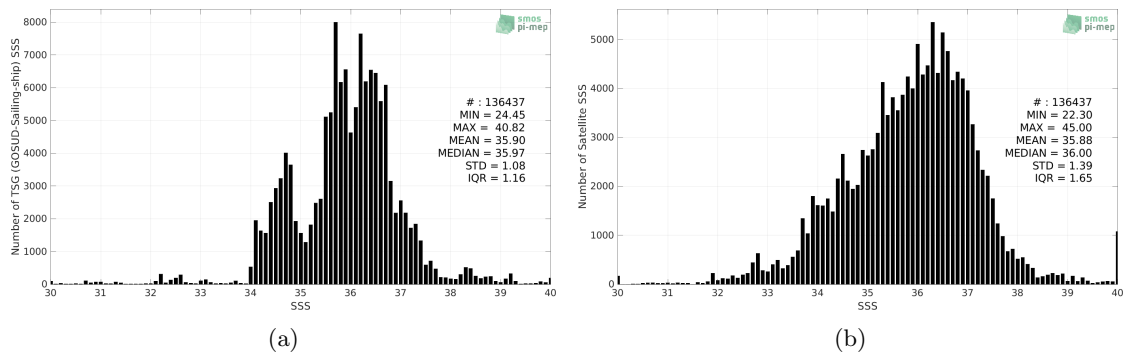 Number of TSG (GOSUD-Sailing-ship) SSS
8000
7000
6000
5000
4000
3000
2000
1000
0
30 31 32 33 34 35 36 37 38 39 40
SSS
smos
pi-mep
# : 136437
MIN = 24.45
MAX = 40.82
MEAN = 35.90
MEDIAN = 35.97
STD = 1.08
IQR = 1.16
(a)
Number of Satellite SSS
5000
4000
3000
2000
1000
0
30 31 32 33 34 35 36 37 38 39 40
SSS
smos
pi-mep
# : 136437
MIN = 22.30
MAX = 45.00
MEAN = 35.88
MEDIAN = 36.00
STD = 1.39
IQR = 1.65
(b)